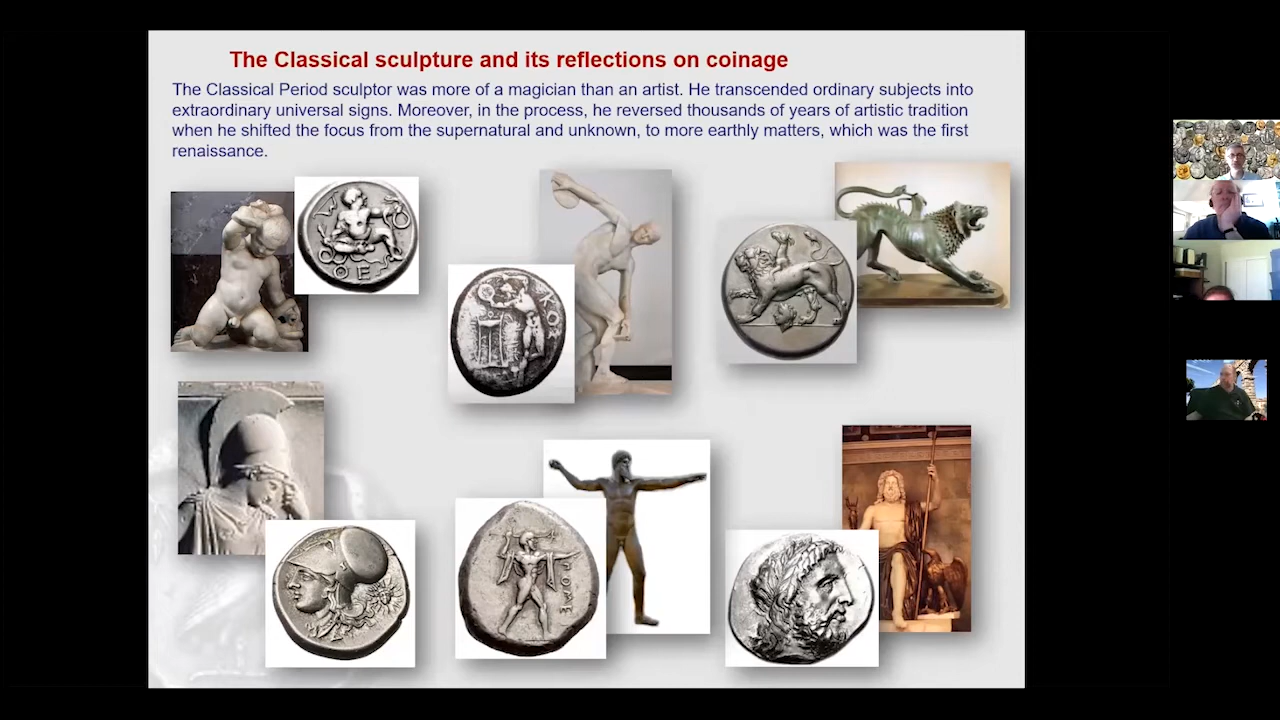 The Classical sculpture and its reflections on coinage
The Classical Period sculptor was more of a magician than an artist. He transcended ordinary subjects into
extraordinary universal signs. Moreover, in the process, he reversed thousands of years of artistic tradition
when he shifted the focus from the supernatural and unknown, to more earthly matters, which was the first
renaissance.
ΘΕ
ΚΟΣ
ΠΟΜΕ